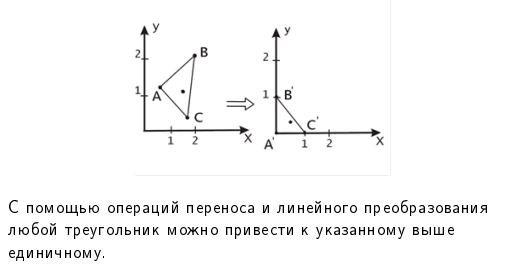 У У
2 B 2
1 A 1 B'
C C'
1 2 X A' 1 2 X
С помощью операций переноса и линейного преобразования
любой треугольник можно привести к указанному выше
единичному.